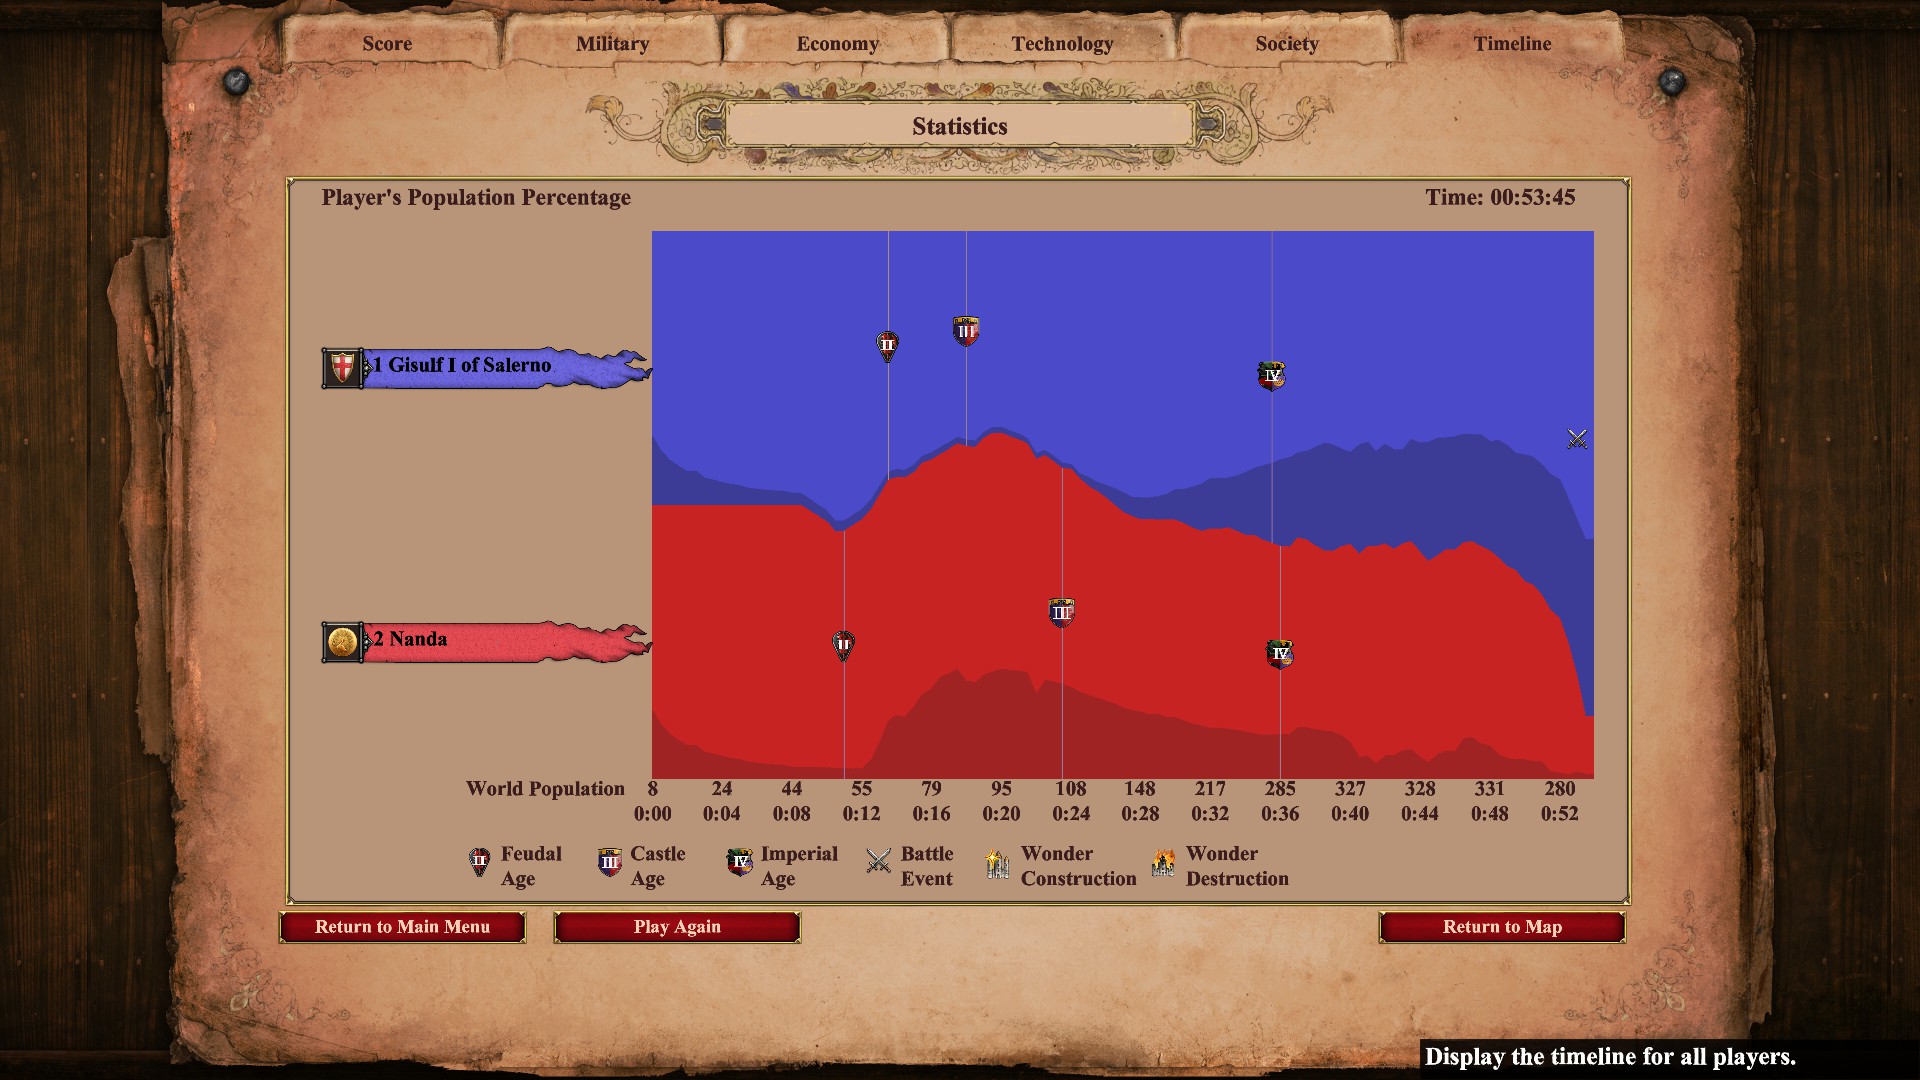 Score Military Economy Technology Society Timeline
Statistics
Player's Population Percentage Time: 00:53:45
1 Gisulf I of Salerno
2 Nanda
World Population 8 24 44 55 79 95 108 148 217 285 327 328 331 280
0:00 0:04 0:08 0:12 0:16 0:20 0:24 0:28 0:32 0:36 0:40 0:44 0:48 0:52
Feudal Castle Imperial Battle Wonder Wonder
Age Age Age Event Construction Destruction
Return to Main Menu Play Again Return to Map
Display the timeline for all players.